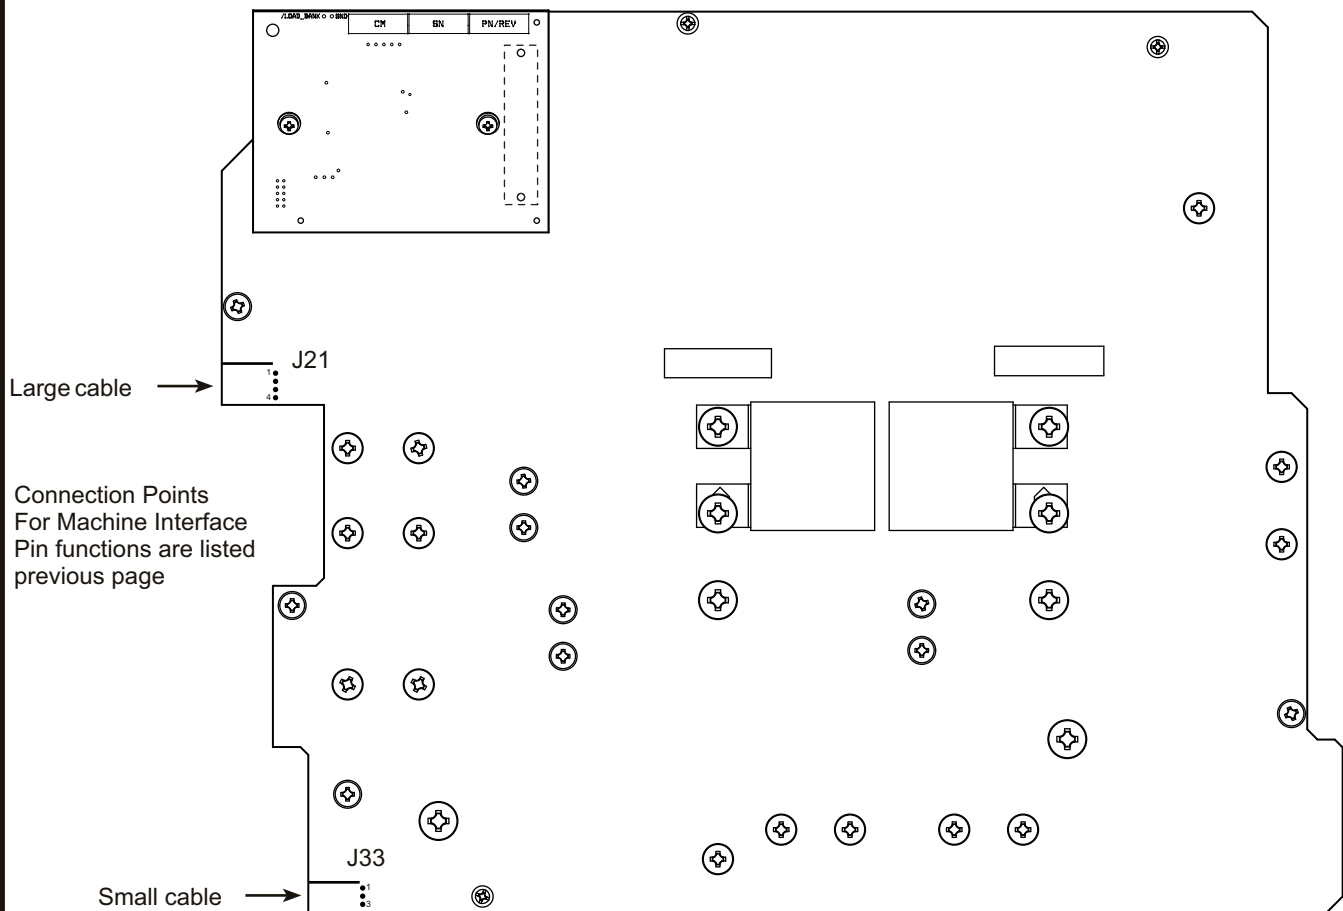 /LOAD_BANK GND
CM SN PN/REV
J21
1
4
Large cable
Connection Points
For Machine Interface
Pin functions are listed
previous page
J33
1
3
Small cable